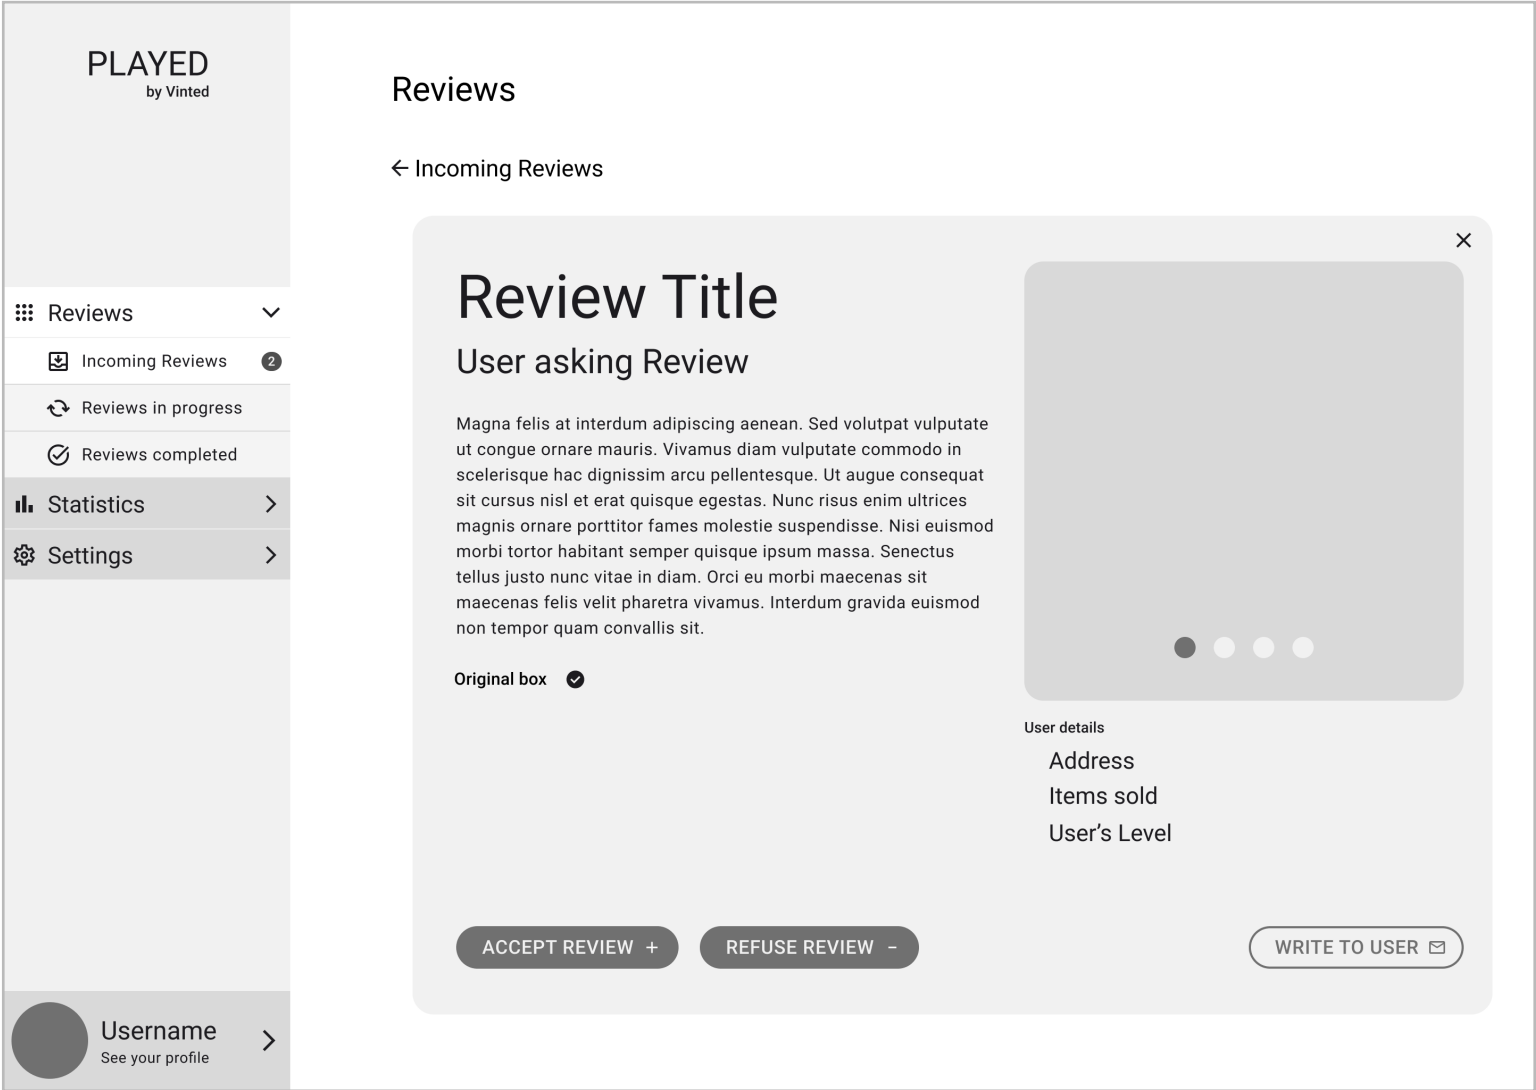 PLAYED
by Vinted
Reviews
Incoming Reviews 2
Reviews in progress
Reviews completed
Statistics
Settings
Username
See your profile
Reviews
← Incoming Reviews
Review Title
User asking Review
Magna felis at interdum adipiscing aenean. Sed volutpat vulputate
ut congue ornare mauris. Vivamus diam vulputate commodo in
scelerisque hac dignissim arcu pellentesque. Ut augue consequat
sit cursus nisl et erat quisque egestas. Nunc risus enim ultrices
magnis ornare porttitor fames molestie suspendisse. Nisi euismod
morbi tortor habitant semper quisque ipsum massa. Senectus
tellus justo nunc vitae in diam. Orci eu morbi maecenas sit
maecenas felis velit pharetra vivamus. Interdum gravida euismod
non tempor quam convallis sit.
Original box
User details
Address
Items sold
User’s Level
ACCEPT REVIEW +
REFUSE REVIEW −
WRITE TO USER